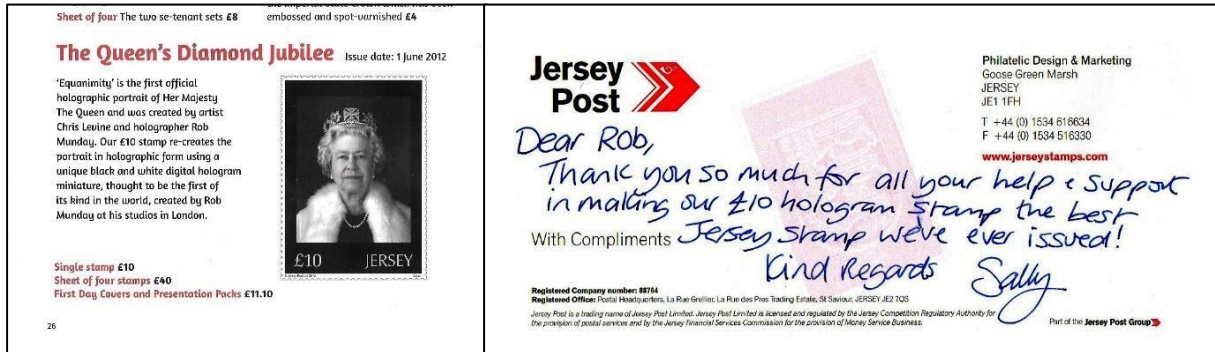 Sheet of four The two se-tenant sets £8
embossed and spot-varnished £4
The Queen's Diamond Jubilee Issue date: 1 June 2012
'Equanimity' is the first official
holographic portrait of Her Majesty
The Queen and was created by artist
Chris Levine and holographer Rob
Munday. Our £10 stamp re-creates the
portrait in holographic form using a
unique black and white digital hologram
miniature, thought to be the first of
its kind in the world, created by Rob
Munday at his studios in London.
£10 JERSEY
Single stamp £10
Sheet of four stamps £40
First Day Covers and Presentation Packs £11.10
26
Jersey
Post
Philatelic Design & Marketing
Goose Green Marsh
JERSEY
JE1 1FH
T +44 (0) 1534 616634
F +44 (0) 1534 516330
www.jerseystamps.com
Dear Rob,
Thank you so much for all your help & support
in making our £10 hologram stamp the best
With Compliments Jersey stamp we've ever issued!
Kind Regards Sally
Registered Company number: 88764
Registered Office: Postal Headquarters, La Rue Grellier, La Rue des Pres Trading Estate, St Saviour, JERSEY JE2 7QS
Jersey Post is a trading name of Jersey Post Limited. Jersey Post Limited is licensed and regulated by the Jersey Competition Regulatory Authority for
the provision of postal services and by the Jersey Financial Services Commission for the provision of Money Service Business.
Part of the Jersey Post Group